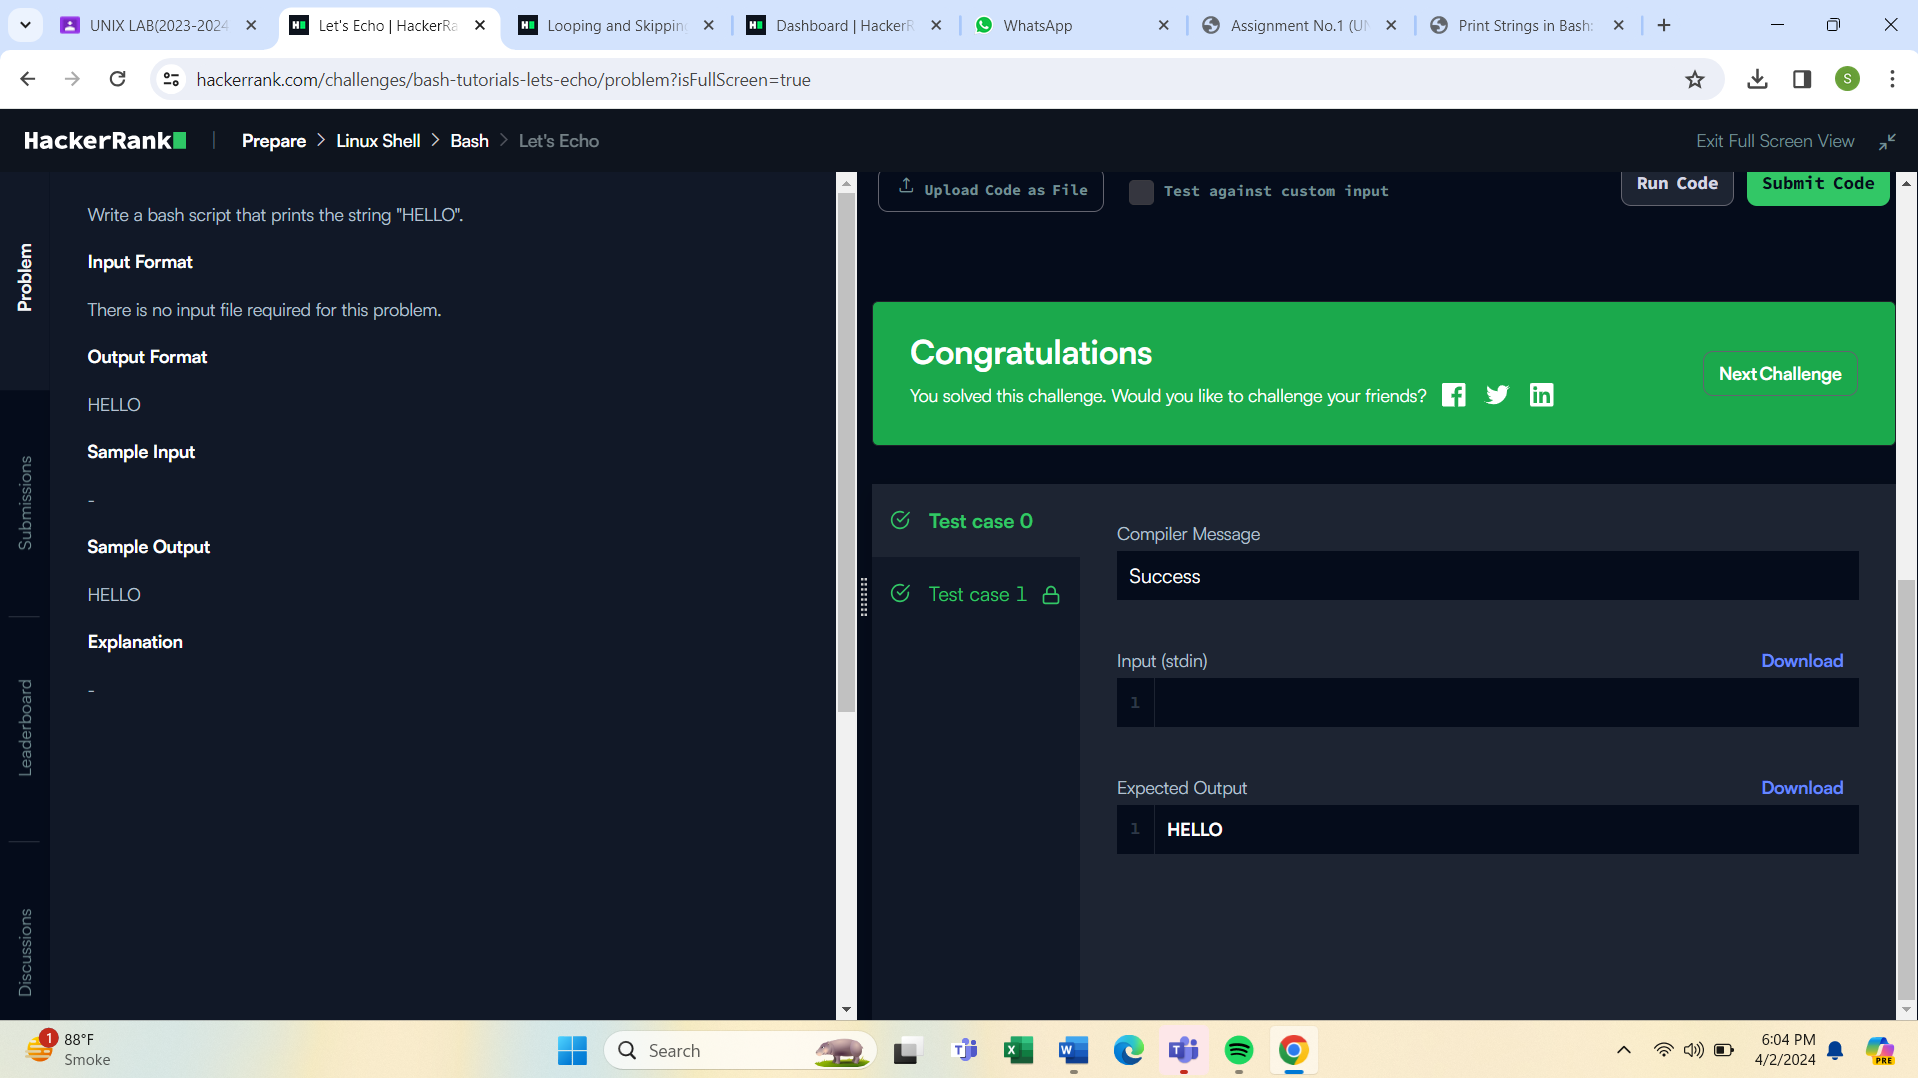 UNIX LAB(2023-2024
Let's Echo | HackerRa
Looping and Skipping
Dashboard | HackerR
WhatsApp
Assignment No.1 (UN
Print Strings in Bash:
hackerrank.com/challenges/bash-tutorials-lets-echo/problem?isFullScreen=true
S
HackerRank
Prepare > Linux Shell > Bash > Let's Echo
Exit Full Screen View
Problem
Submissions
Leaderboard
Discussions
Write a bash script that prints the string "HELLO".
Input Format
There is no input file required for this problem.
Output Format
HELLO
Sample Input
-
Sample Output
HELLO
Explanation
-
Upload Code as File
Test against custom input
Run Code
Submit Code
Congratulations
You solved this challenge. Would you like to challenge your friends?
Next Challenge
Test case 0
Test case 1
Compiler Message
Success
Input (stdin)
Download
1
Expected Output
Download
1
HELLO
1
88°F
Smoke
Search
6:04 PM
4/2/2024
PRE